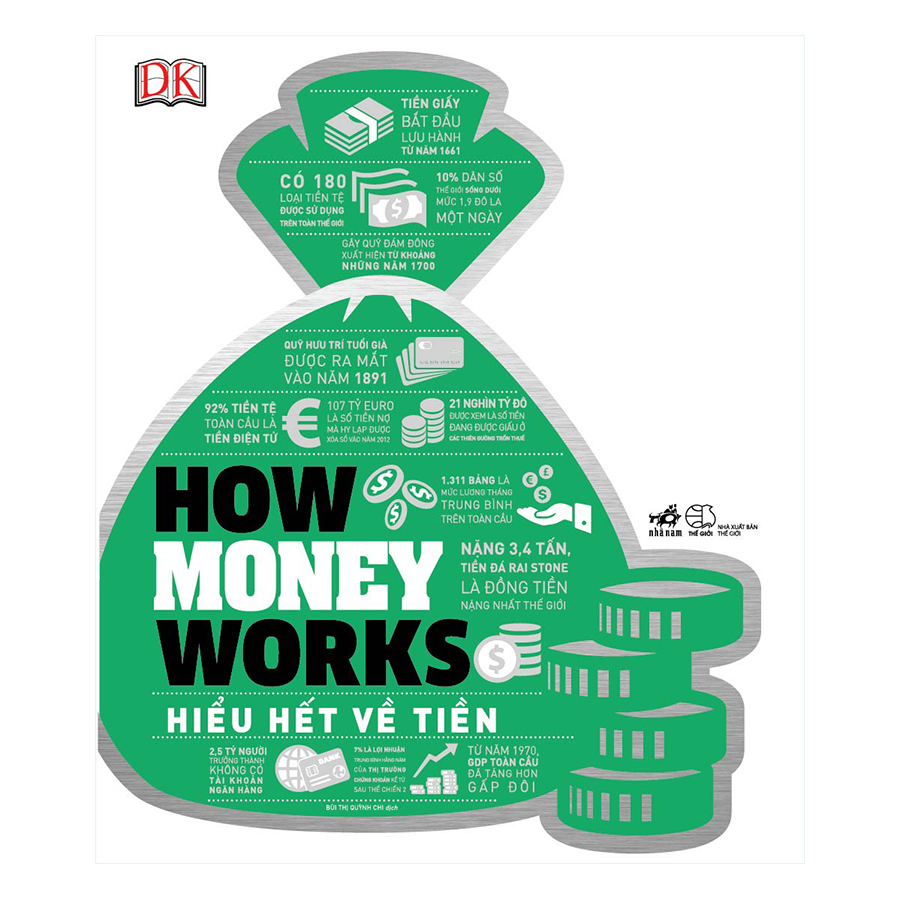 DK
TIỀN GIẤY
BẮT ĐẦU
LƯU HÀNH
TỪ NĂM 1661
CÓ 180
LOẠI TIỀN TỆ
ĐƯỢC SỬ DỤNG
TRÊN TOÀN THẾ GIỚI
10% DÂN SỐ
THẾ GIỚI SỐNG DƯỚI
MỨC 1,9 ĐÔ LA
MỘT NGÀY
GÂY QUỸ ĐÁM ĐÔNG
XUẤT HIỆN TỪ KHOẢNG
NHỮNG NĂM 1700
QUỸ HƯU TRÍ TUỔI GIÀ
ĐƯỢC RA MẮT
VÀO NĂM 1891
92% TIỀN TỆ
TOÀN CẦU LÀ
TIỀN ĐIỆN TỬ
€
107 TỶ EURO
LÀ SỐ TIỀN NỢ
MÀ HY LẠP ĐƯỢC
XÓA SỔ VÀO NĂM 2012
21 NGHÌN TỶ ĐÔ
ĐƯỢC XEM LÀ SỐ TIỀN
ĐANG ĐƯỢC GIẤU Ở
CÁC THIÊN ĐƯỜNG TRỐN THUẾ
HOW
MONEY
WORKS
1.311 BẢNG LÀ
MỨC LƯƠNG THÁNG
TRUNG BÌNH
TRÊN TOÀN CẦU
NẶNG 3,4 TẤN,
TIỀN ĐÁ RAI STONE
LÀ ĐỒNG TIỀN
NẶNG NHẤT THẾ GIỚI
nhã nam
THẾ GIỚI
NHÀ XUẤT BẢN
THẾ GIỚI
HIỂU HẾT VỀ TIỀN
2,5 TỶ NGƯỜI
TRƯỞNG THÀNH
KHÔNG CÓ
TÀI KHOẢN
NGÂN HÀNG
BANK
7% LÀ LỢI NHUẬN
TRUNG BÌNH HẰNG NĂM
CỦA THỊ TRƯỜNG
CHỨNG KHOÁN KỂ TỪ
SAU THẾ CHIẾN 2
TỪ NĂM 1970,
GDP TOÀN CẦU
ĐÃ TĂNG HƠN
GẤP ĐÔI
BÙI THỊ QUỲNH CHI dịch